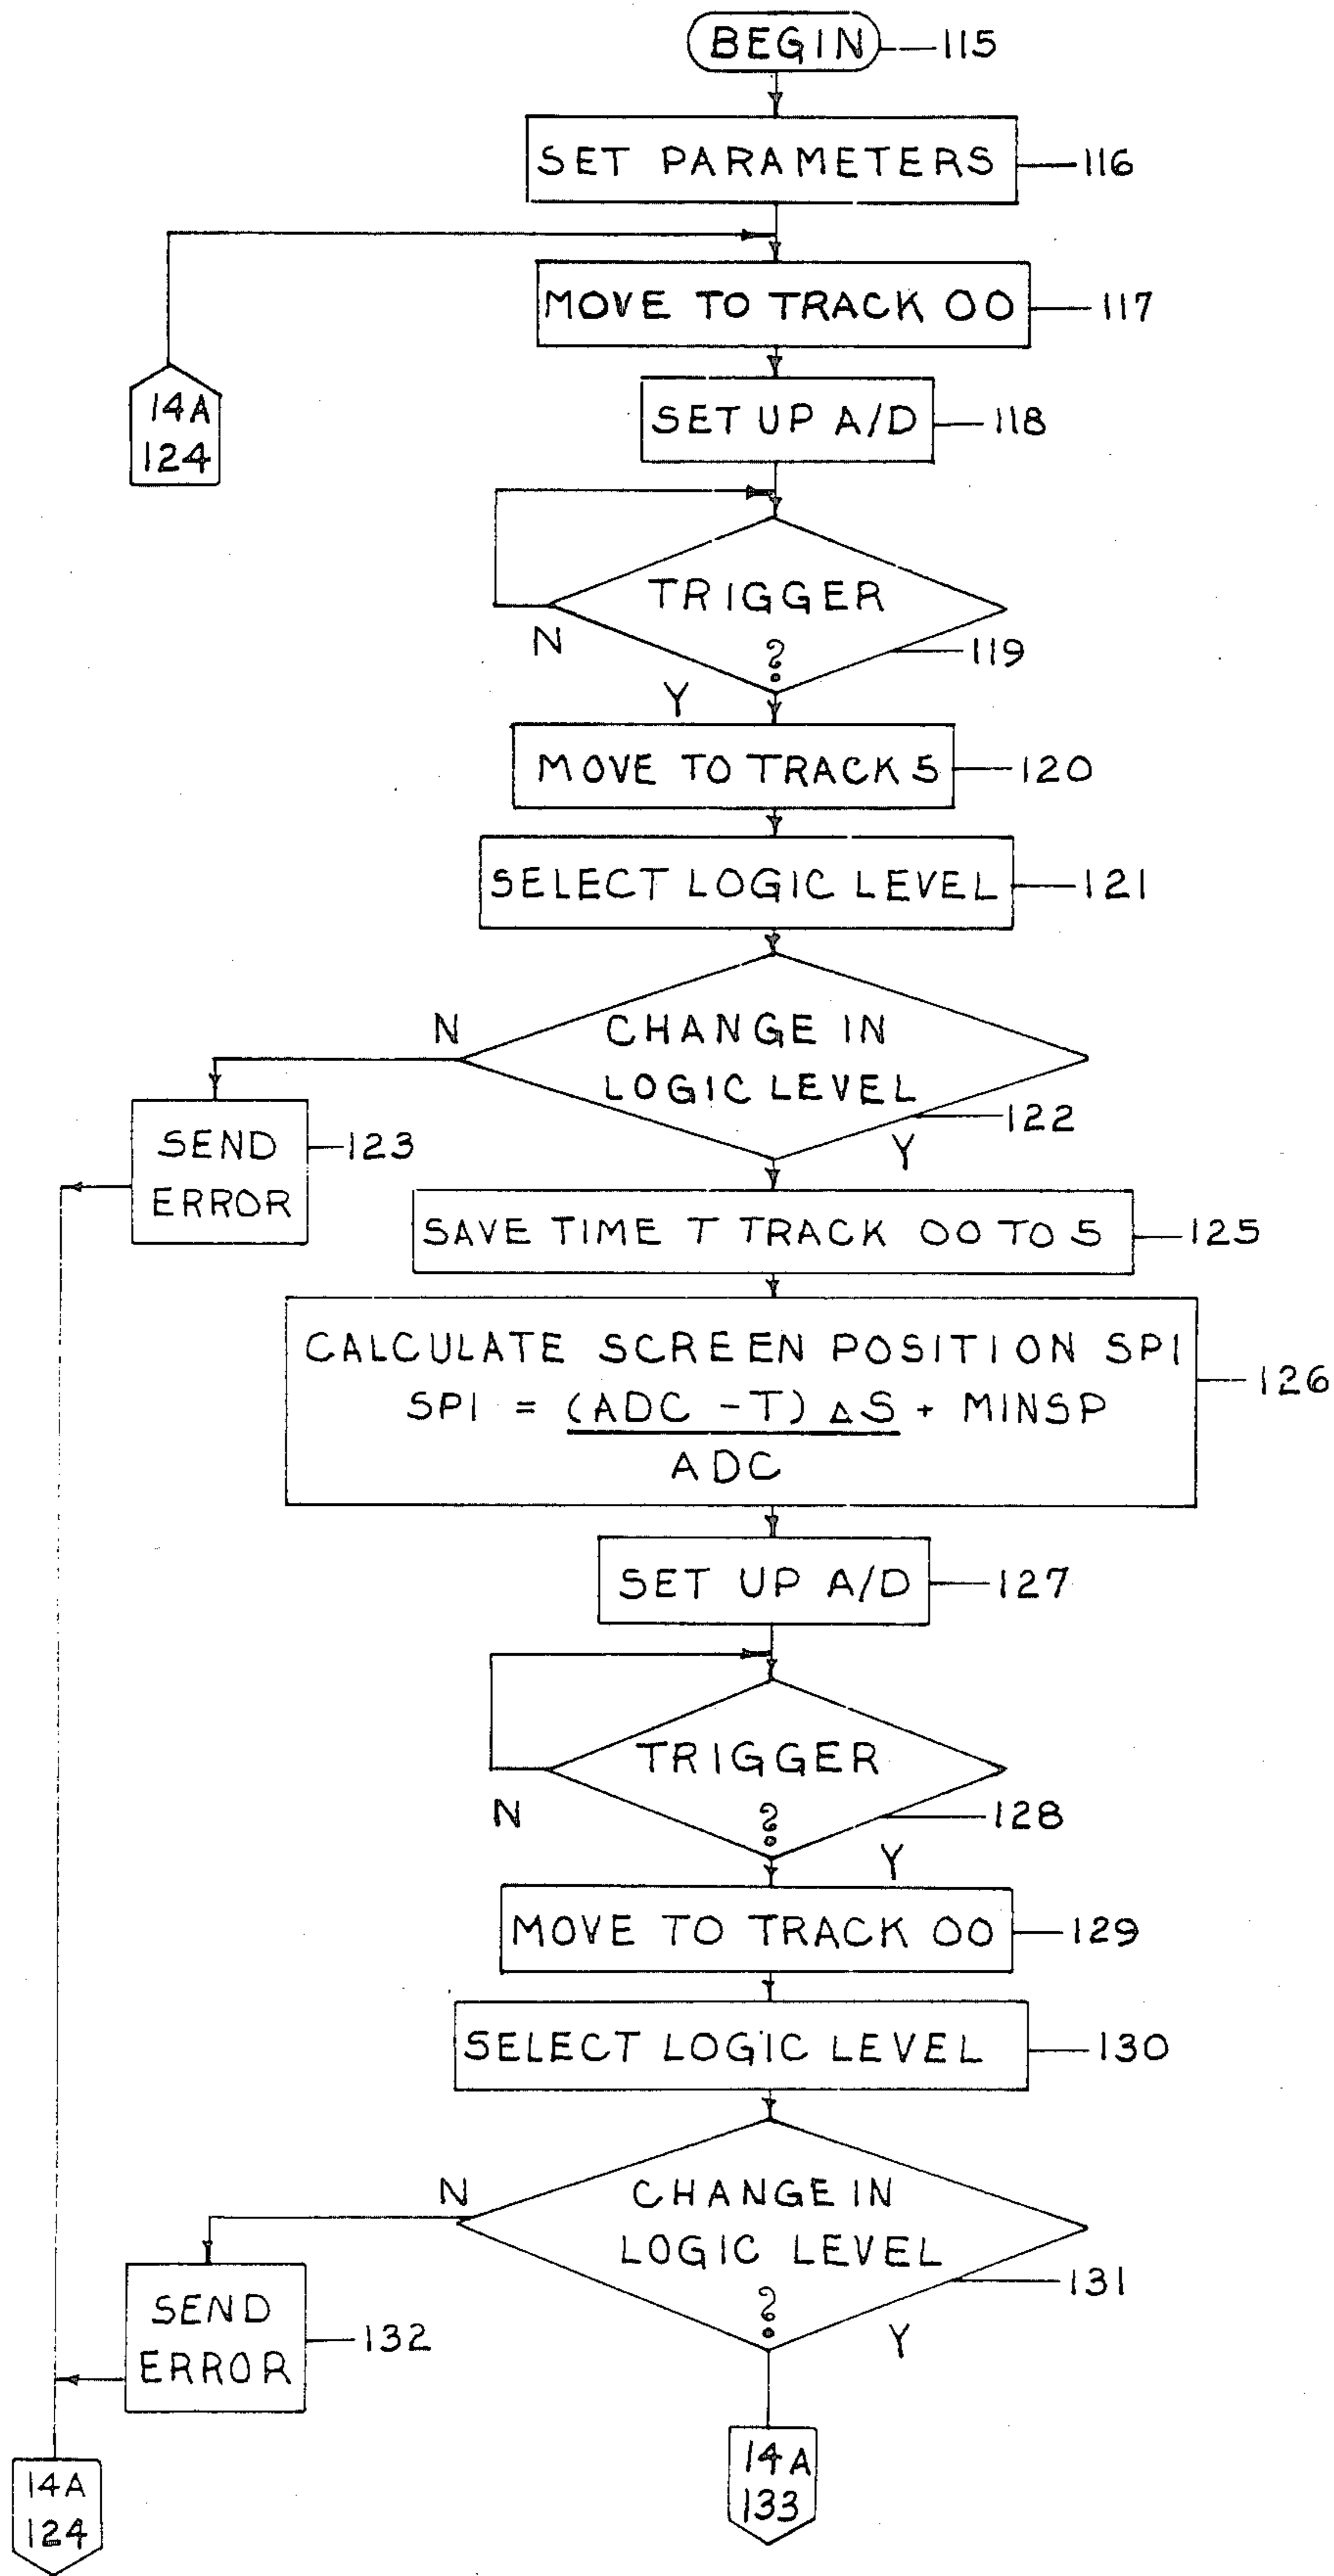 BEGIN 115
SET PARAMETERS 116
MOVE TO TRACK 00 117
14A
124
SET UP A/D 118
TRIGGER
?
N
119
Y
MOVE TO TRACK 5 120
SELECT LOGIC LEVEL 121
N
CHANGE IN
LOGIC LEVEL
122
Y
SEND
ERROR
123
SAVE TIME T TRACK 00 TO 5 125
CALCULATE SCREEN POSITION SP1
SP1 = (ADC - T) ΔS + MINSP
ADC
126
SET UP A/D 127
TRIGGER
?
N
128
Y
MOVE TO TRACK 00 129
SELECT LOGIC LEVEL 130
N
CHANGE IN
LOGIC LEVEL
?
131
Y
SEND
ERROR
132
14A
124
14A
133